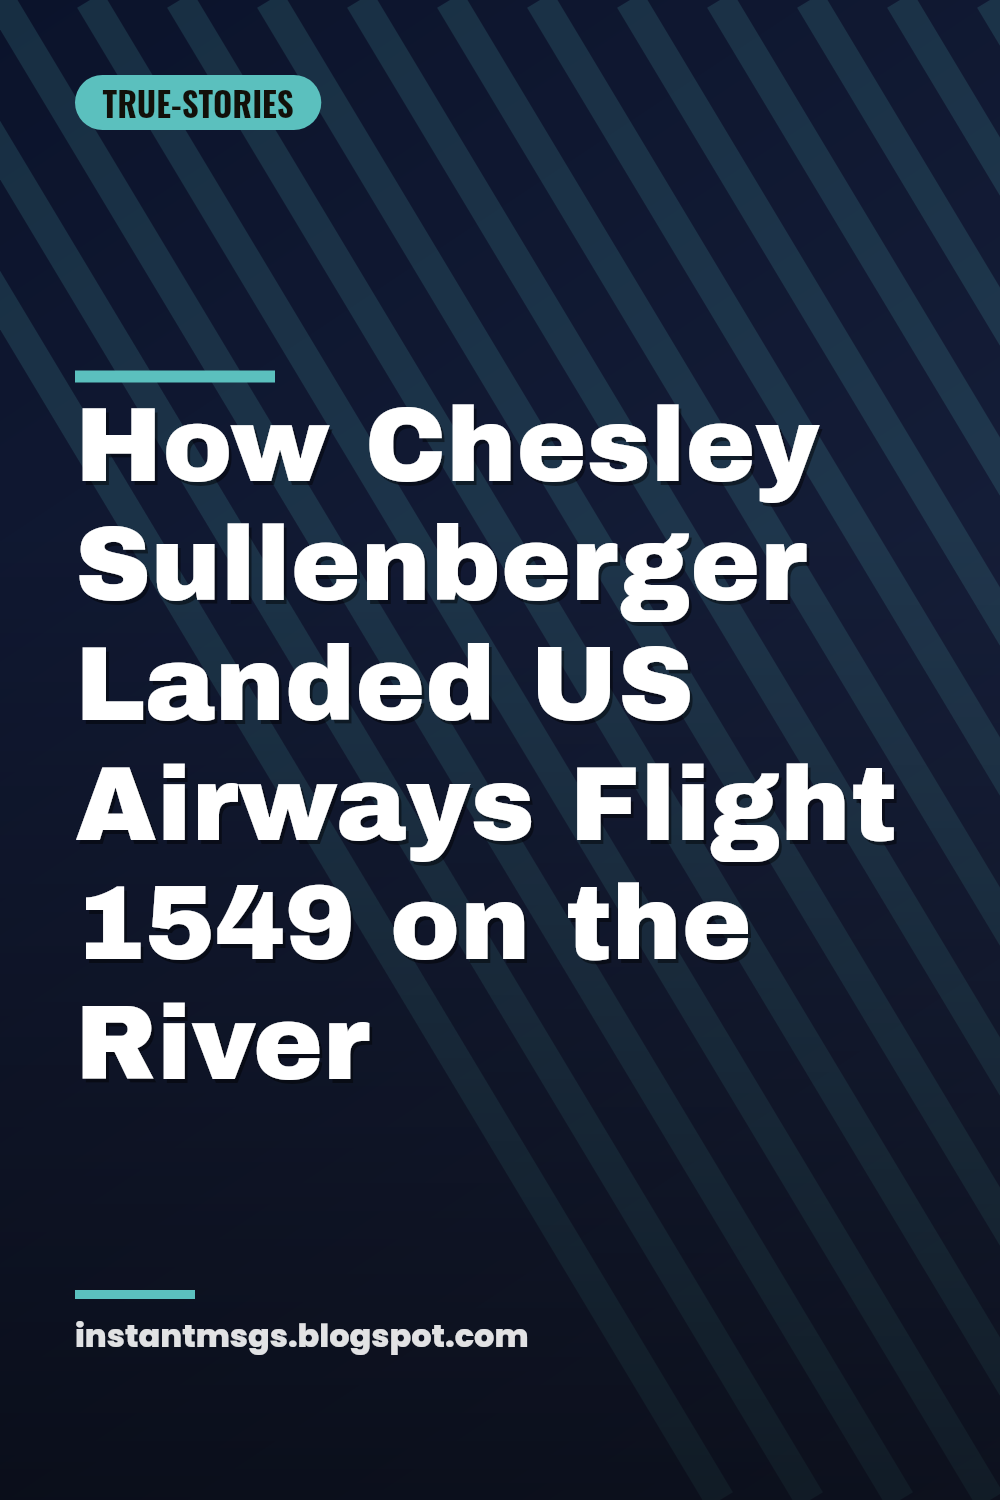 TRUE-STORIES
How Chesley
Sullenberger
Landed US
Airways Flight
1549 on the
River
instantmsgs.blogspot.com